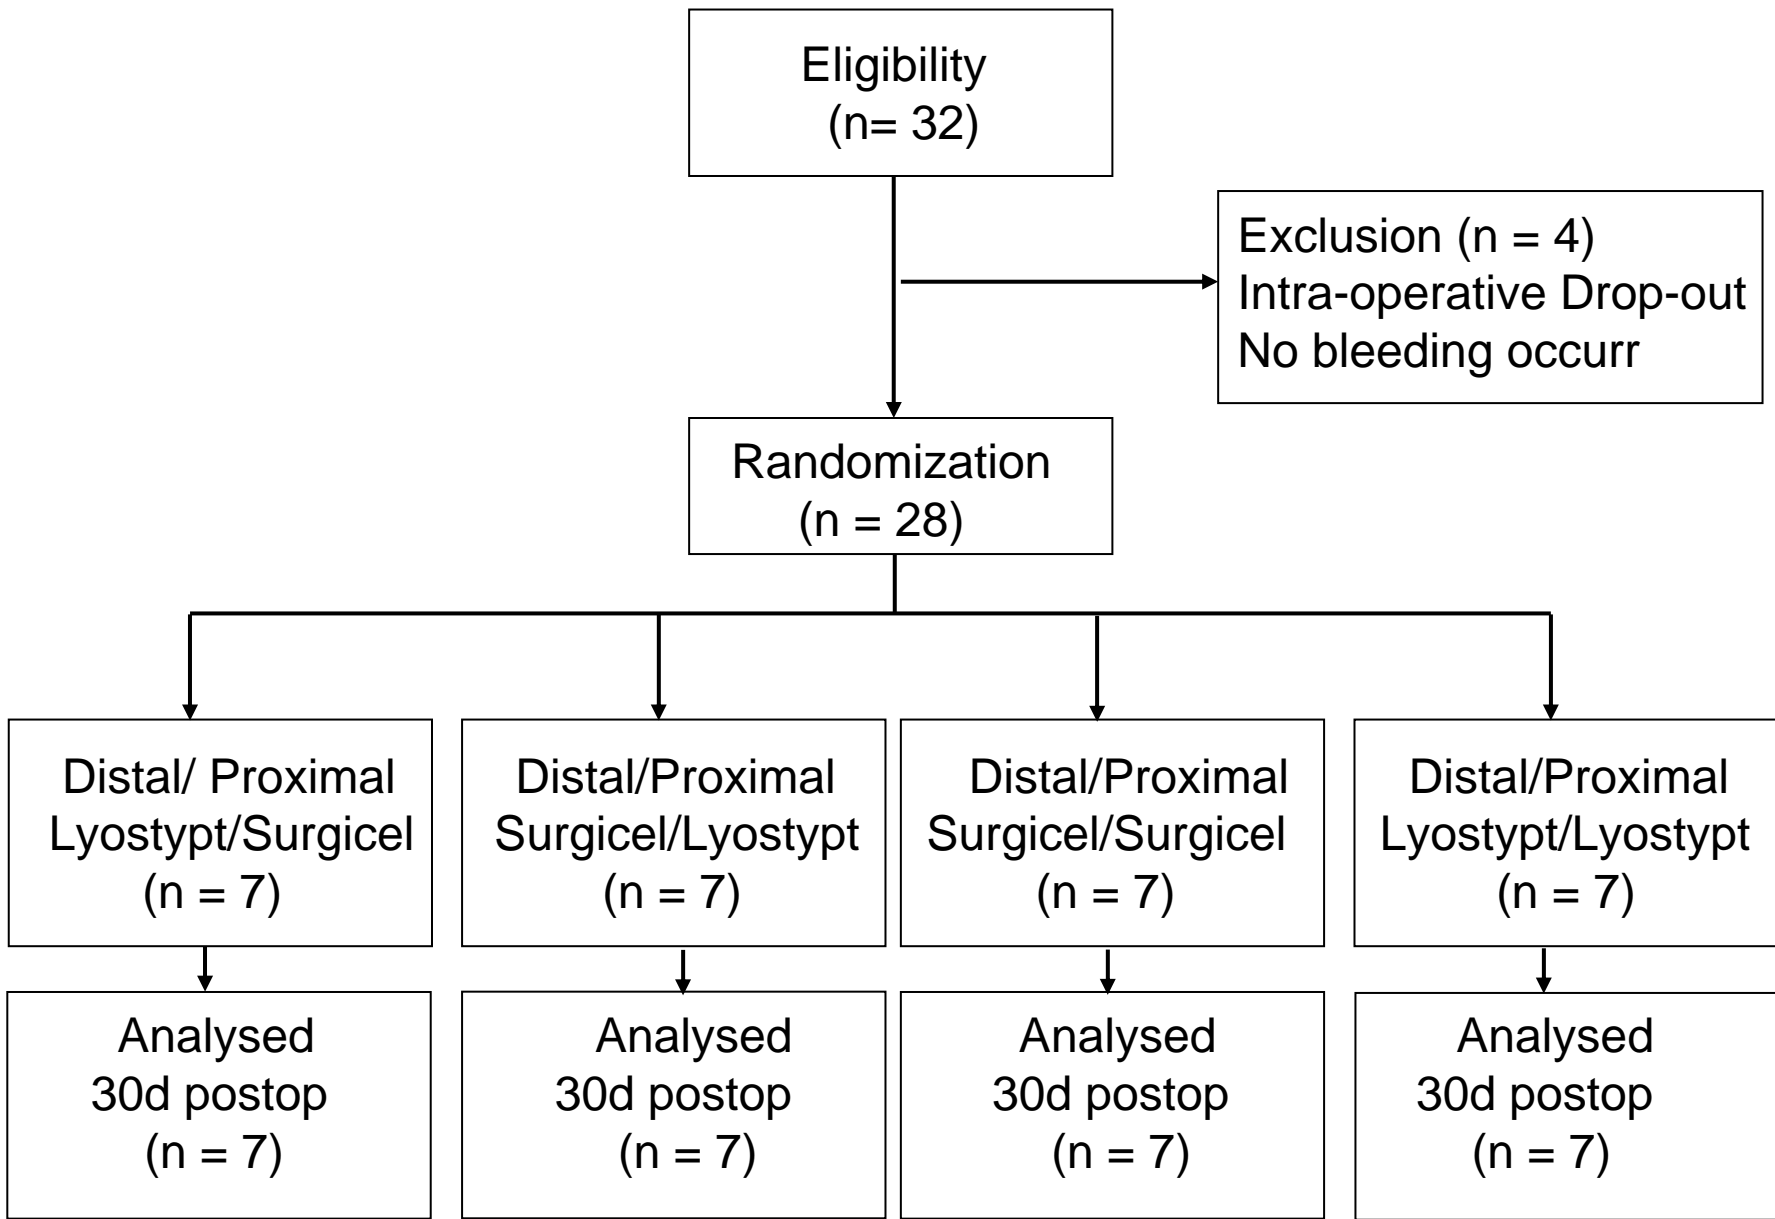 Eligibility
(n= 32)
Exclusion (n = 4)
Intra-operative Drop-out
No bleeding occurr
Randomization
(n = 28)
Distal/ Proximal
Lyostypt/Surgicel
(n = 7)
Distal/Proximal
Surgicel/Lyostypt
(n = 7)
Distal/Proximal
Surgicel/Surgicel
(n = 7)
Distal/Proximal
Lyostypt/Lyostypt
(n = 7)
Analysed
30d postop
(n = 7)
Analysed
30d postop
(n = 7)
Analysed
30d postop
(n = 7)
Analysed
30d postop
(n = 7)